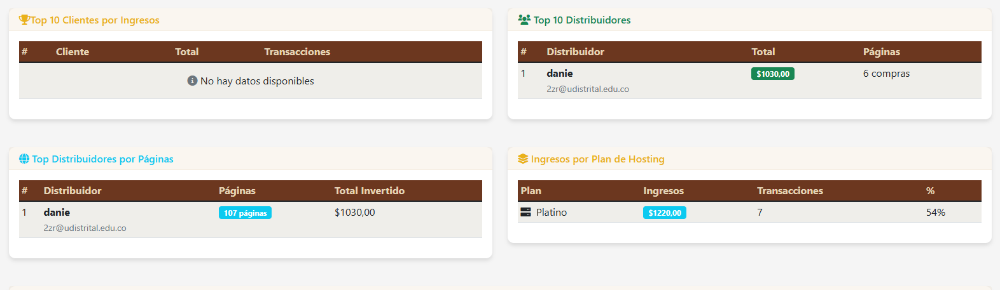 Top 10 Clientes por Ingresos
# Cliente Total Transacciones
No hay datos disponibles
Top 10 Distribuidores
# Distribuidor Total Páginas
1 danie $1030,00 6 compras
2zr@udistrital.edu.co
Top Distribuidores por Páginas
# Distribuidor Páginas Total Invertido
1 danie 107 páginas $1030,00
2zr@udistrital.edu.co
Ingresos por Plan de Hosting
Plan Ingresos Transacciones %
Platino $1220,00 7 54%